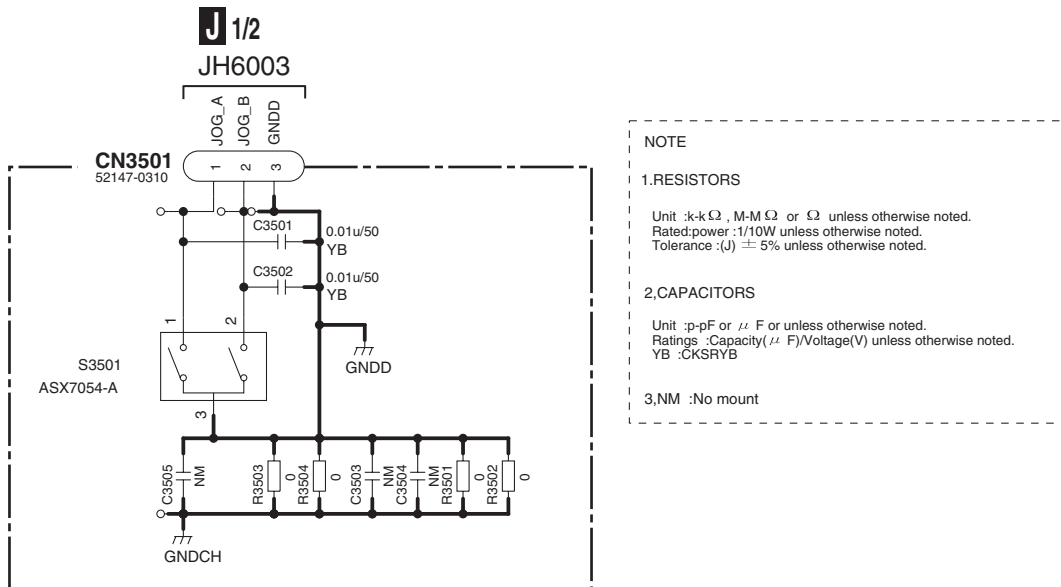 J 1/2
JH6003
JOG_A
JOG_B
GNDD
CN3501
52147-0310
1
2
3
C3501
0.01u/50
YB
C3502
0.01u/50
YB
1
2
S3501
ASX7054-A
3
GNDD
C3505
NM
R3503
0
R3504
0
C3503
NM
C3504
NM
R3501
0
R3502
0
GNDCH
NOTE
1.RESISTORS
Unit :k-k Ω , M-M Ω or Ω unless otherwise noted.
Rated:power :1/10W unless otherwise noted.
Tolerance :(J) ± 5% unless otherwise noted.
2,CAPACITORS
Unit :p-pF or μ F or unless otherwise noted.
Ratings :Capacity( μ F)/Voltage(V) unless otherwise noted.
YB :CKSRYB
3,NM :No mount